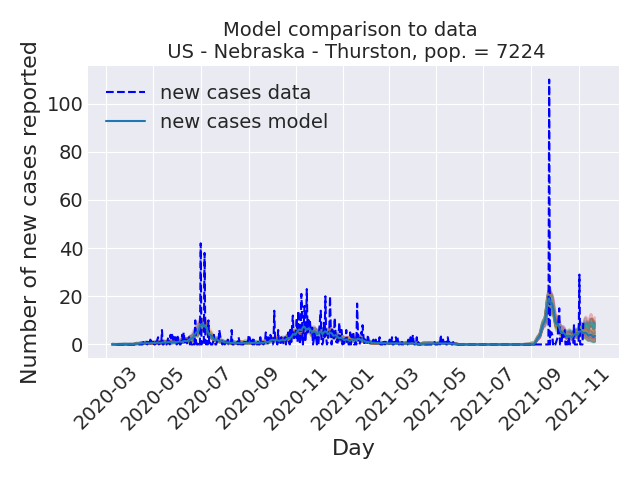 Model comparison to data
US - Nebraska - Thurston, pop. = 7224
Number of new cases reported
new cases data
new cases model
100
80
60
40
20
0
2020-03
2020-05
2020-07
2020-09
2020-11
2021-01
2021-03
2021-05
2021-07
2021-09
2021-11
Day